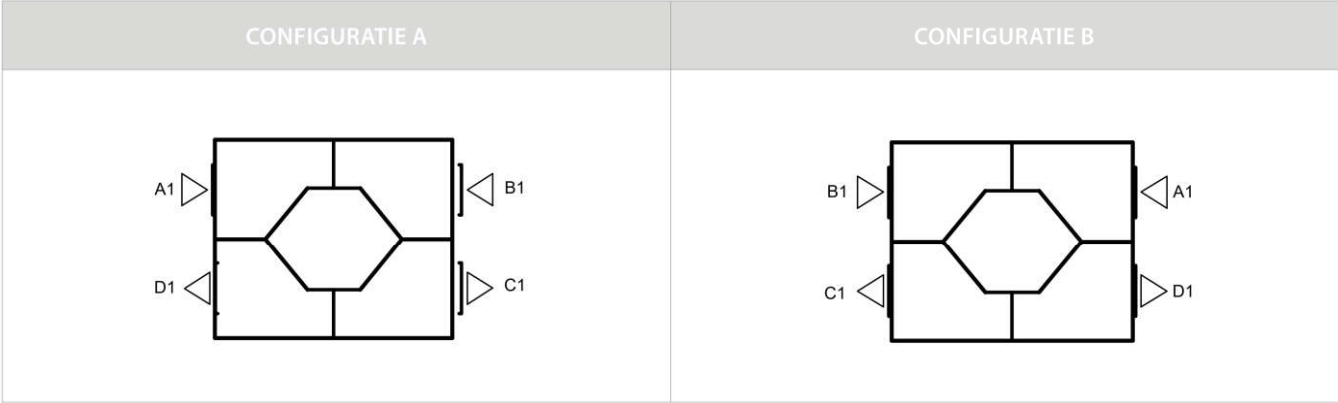 CONFIGURATIE A
CONFIGURATIE B
A1
B1
D1
C1
B1
A1
C1
D1